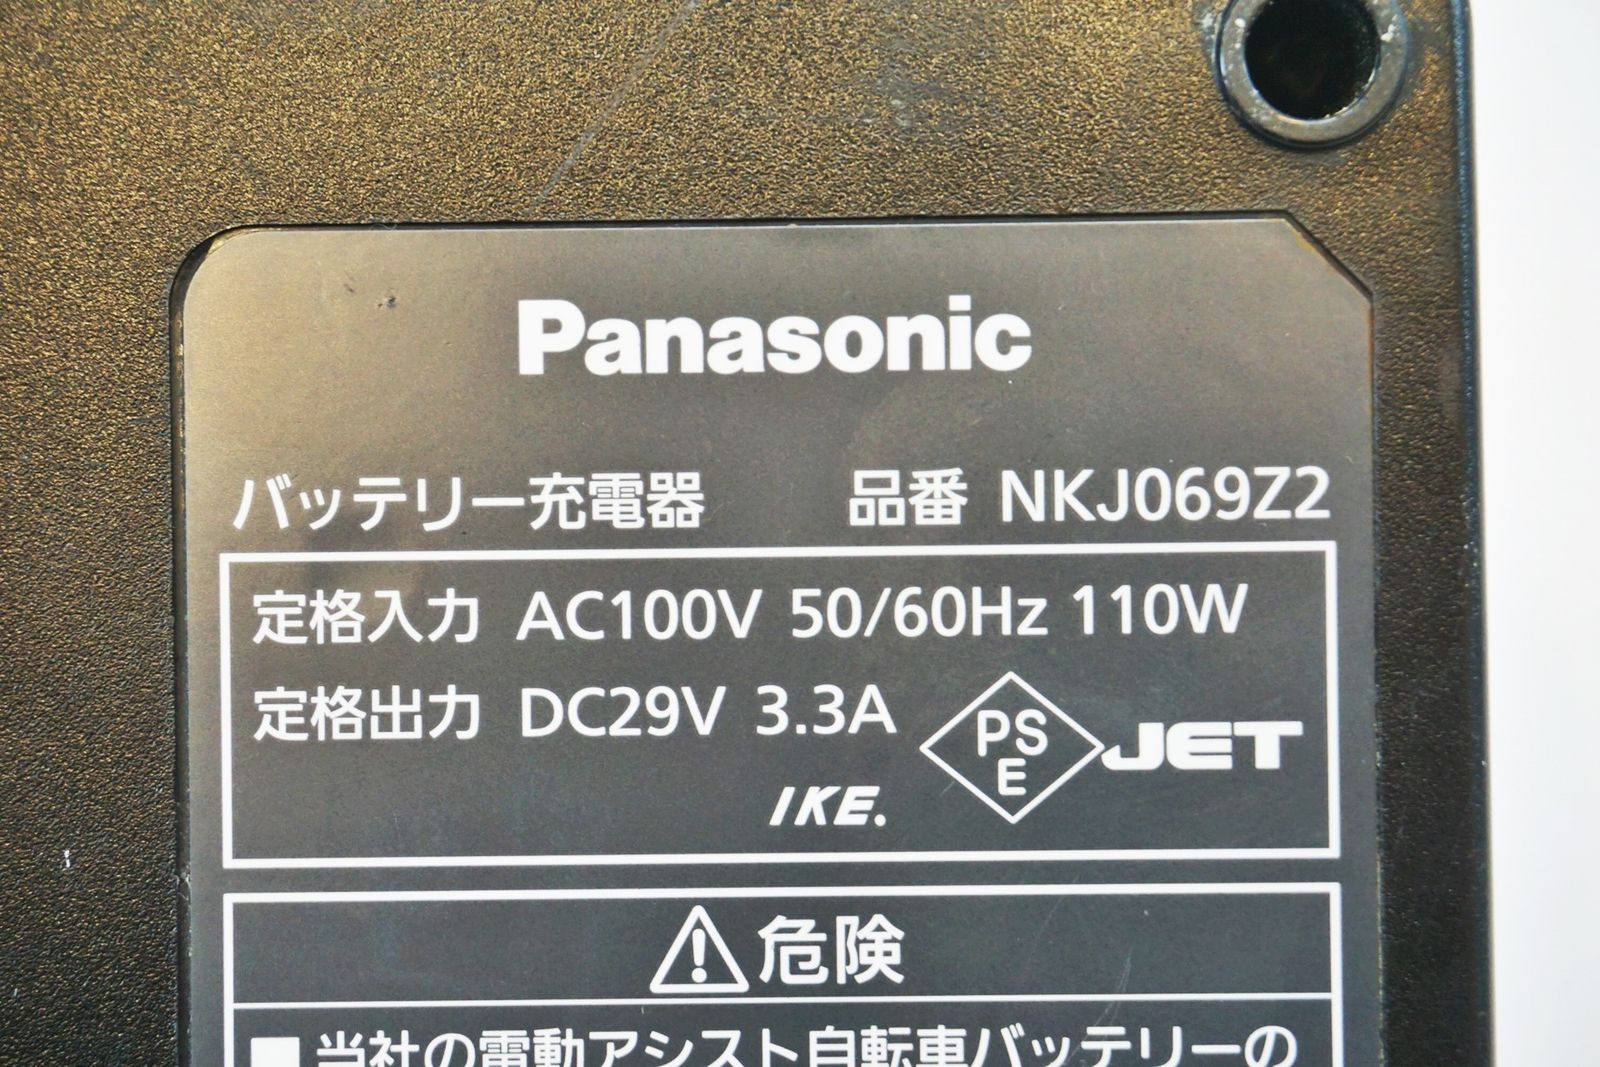 Panasonic
バッテリー充電器 品番 NKJ069Z2
定格入力 AC100V 50/60Hz 110W
定格出力 DC29V 3.3A
PS
E
JET
IKE.
危険
■当社の電動アシスト自転車バッテリーの